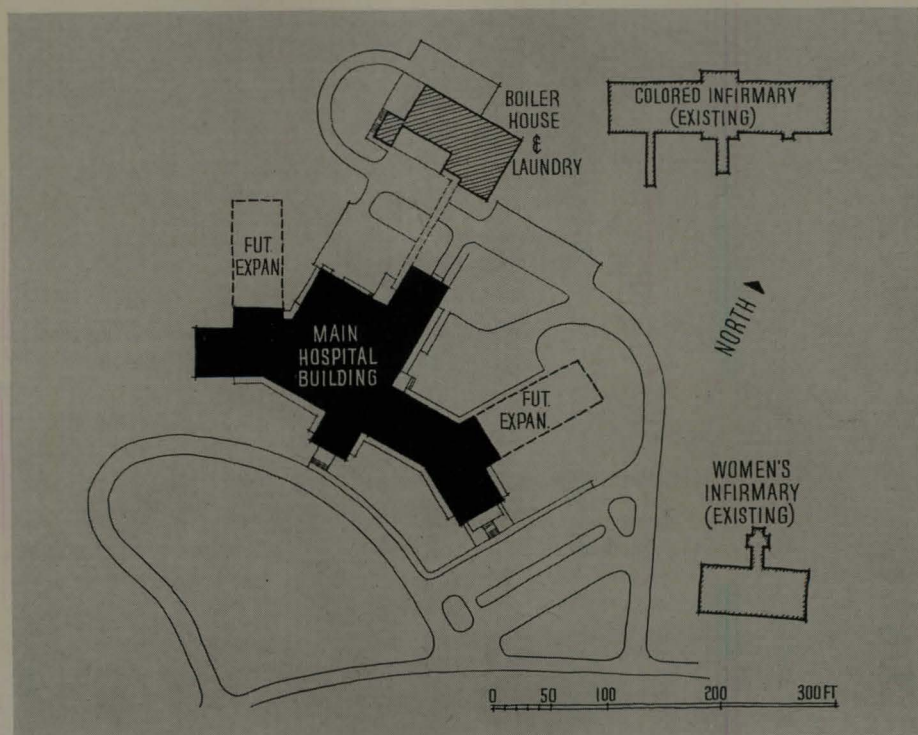 BOILER
HOUSE
&
LAUNDRY
COLORED INFIRMARY
(EXISTING)
FUT.
EXPAN.
MAIN
HOSPITAL
BUILDING
NORTH
FUT.
EXPAN.
WOMEN'S
INFIRMARY
(EXISTING)
0 50 100 200 300 FT